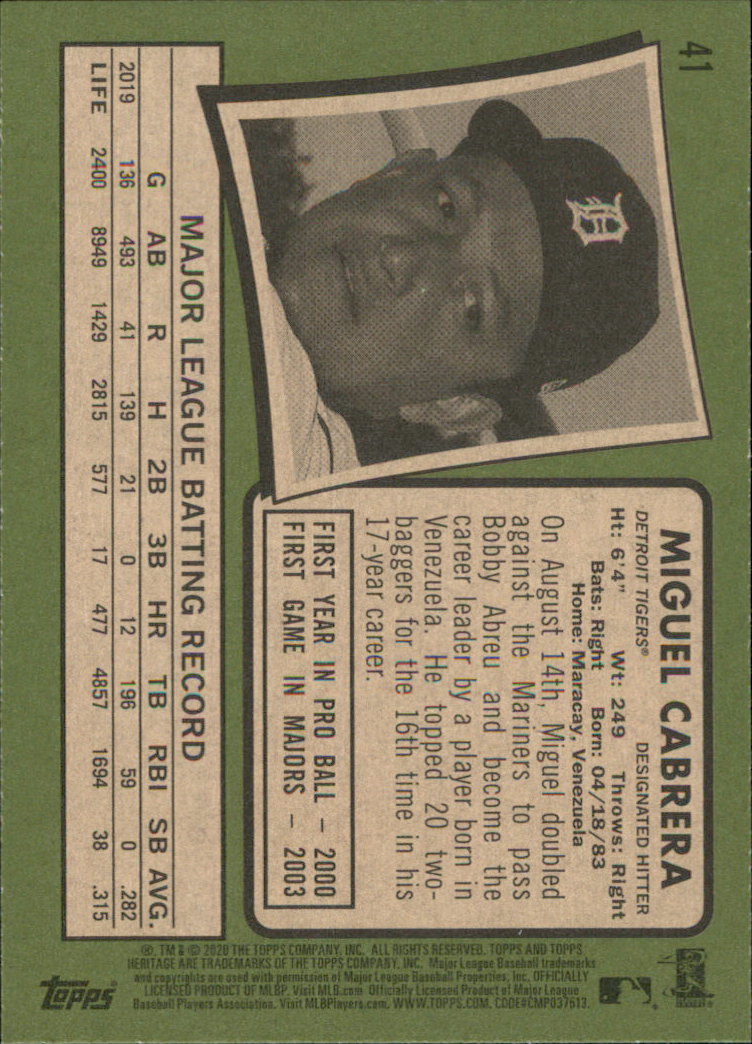 41
MIGUEL CABRERA
DETROIT TIGERS® DESIGNATED HITTER
Ht: 6'4" Wt: 249 Throws: Right
Bats: Right Born: 04/18/83
Home: Maracay, Venezuela
On August 14th, Miguel doubled
against the Mariners to pass
Bobby Abreu and become the
career leader by a player born in
Venezuela. He topped 20 two-
baggers for the 16th time in his
17-year career.
FIRST YEAR IN PRO BALL – 2000
FIRST GAME IN MAJORS – 2003
MAJOR LEAGUE BATTING RECORD
G AB R H 2B 3B HR TB RBI SB AVG.
2019 136 493 41 139 21 0 12 196 59 0 .282
LIFE 2400 8949 1429 2815 577 17 477 4857 1694 38 .315
®, TM & © 2020 THE TOPPS COMPANY, INC. ALL RIGHTS RESERVED. TOPPS AND TOPPS
HERITAGE ARE TRADEMARKS OF THE TOPPS COMPANY, INC. Major League Baseball trademarks
and copyrights are used with permission of Major League Baseball Properties, Inc. OFFICIALLY
LICENSED PRODUCT OF MLBP. Visit MLB.com Officially Licensed Product of Major League
Baseball Players Association. Visit MLBPlayers.com. WWW.TOPPS.COM. CODE#CMP037613.
topps